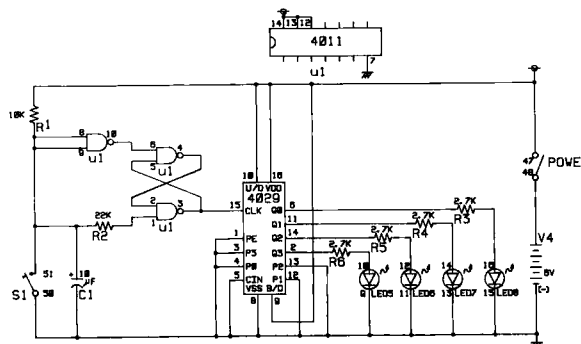 14 13 12
4011
7
u1
10K
R1
8
9
10
u1
6
5
4
u1
2
1
3
u1
22K
R2
10 16
U/D VDD
4029
15 CLK
Q0 6
Q1 11
Q2 14
Q3 2
1 PE
3 P3
4 P0
5 CIN
P2 13
P1 12
VSS B/D
8 9
2.7K
R3
2.7K
R4
2.7K
R5
2.7K
R6
10
9 LED5
12
11 LED6
14
13 LED7
16
15 LED8
47
48
POWE
V4
6V
(-)
51
S1
50
10
µF
C1